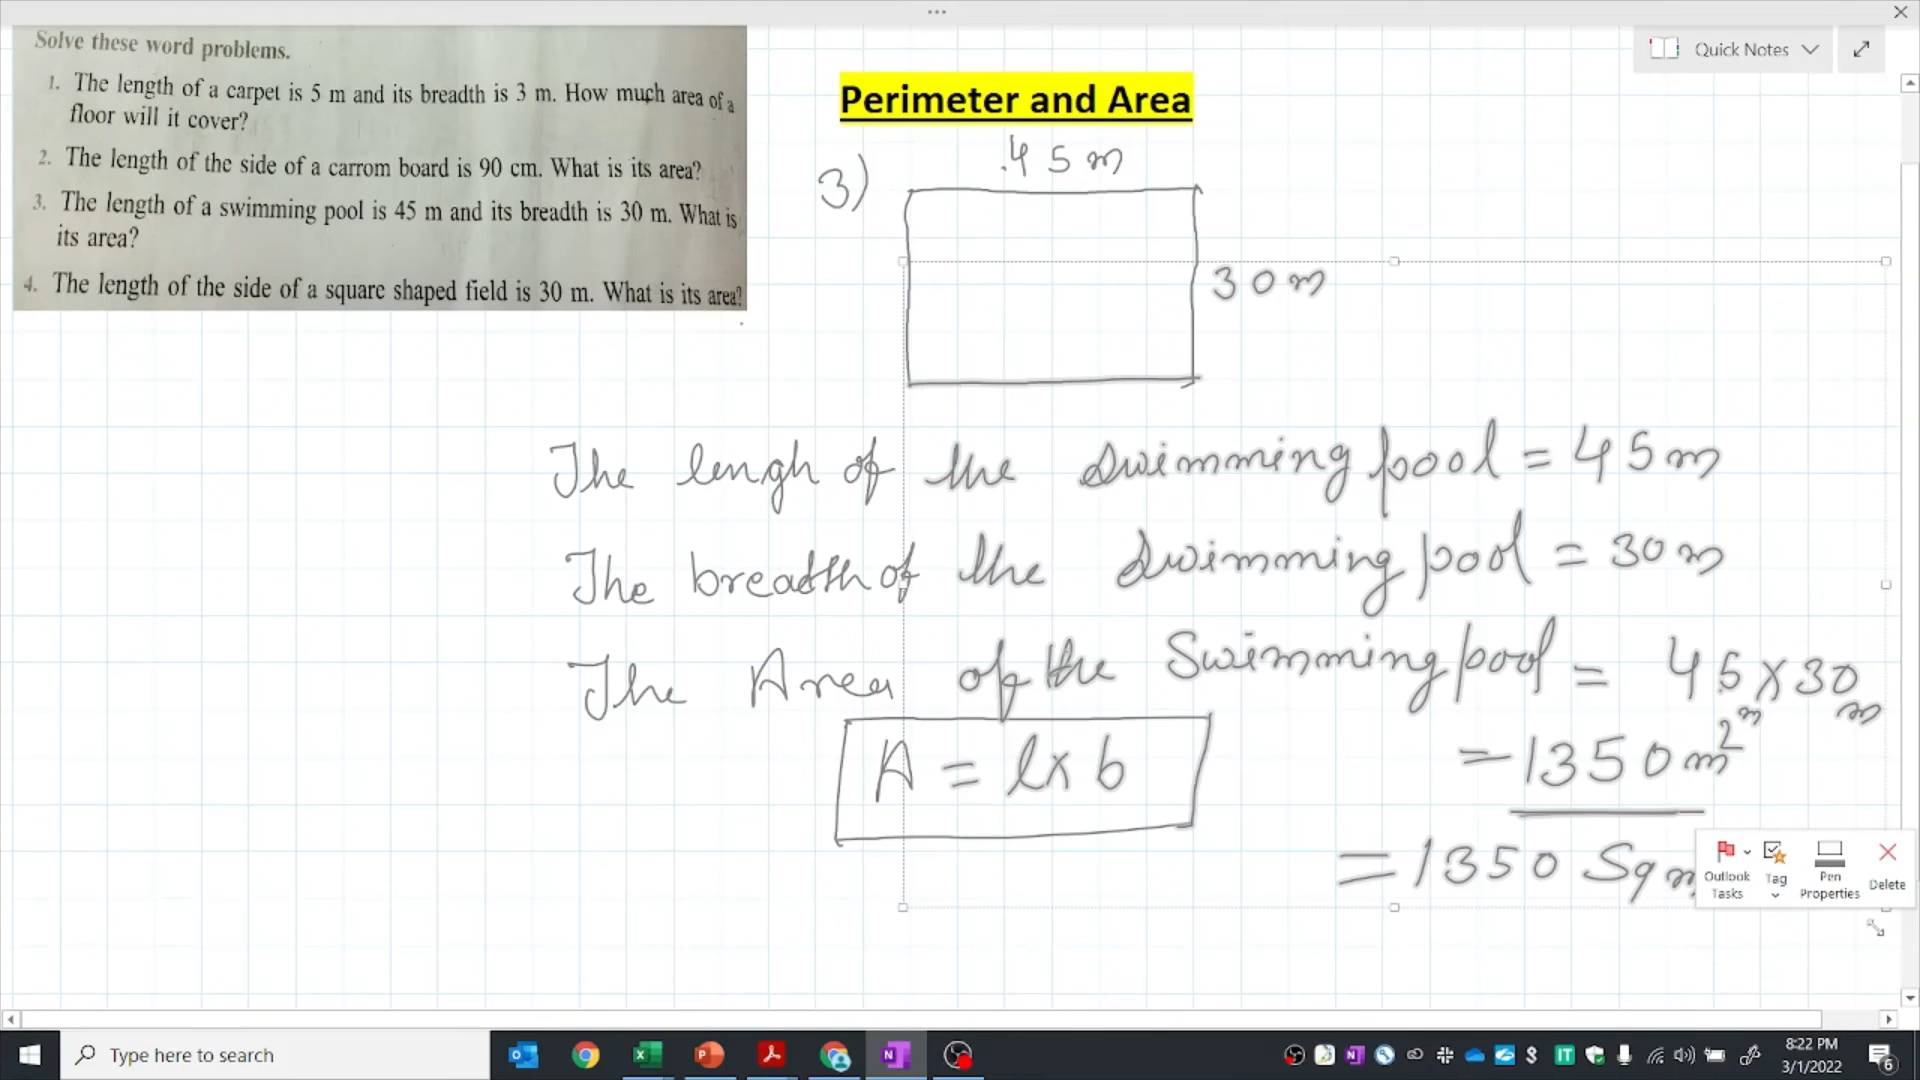 Solve these word problems.
1. The length of a carpet is 5 m and its breadth is 3 m. How much area of a
floor will it cover?
2. The length of the side of a carrom board is 90 cm. What is its area?
3. The length of a swimming pool is 45 m and its breadth is 30 m. What is
its area?
4. The length of the side of a square shaped field is 30 m. What is its area?
Quick Notes
Perimeter and Area
3)
45 m
30 m
The lengh of the swimming pool = 45 m
The breadth of the swimming pool = 30 m
The Area of the Swimming pool = 45 m x 30 m
A = l x b
= 1350 m²
= 1350 Sq m
Outlook Tasks
Tag
Pen Properties
Delete
Type here to search
8:22 PM
3/1/2022
6